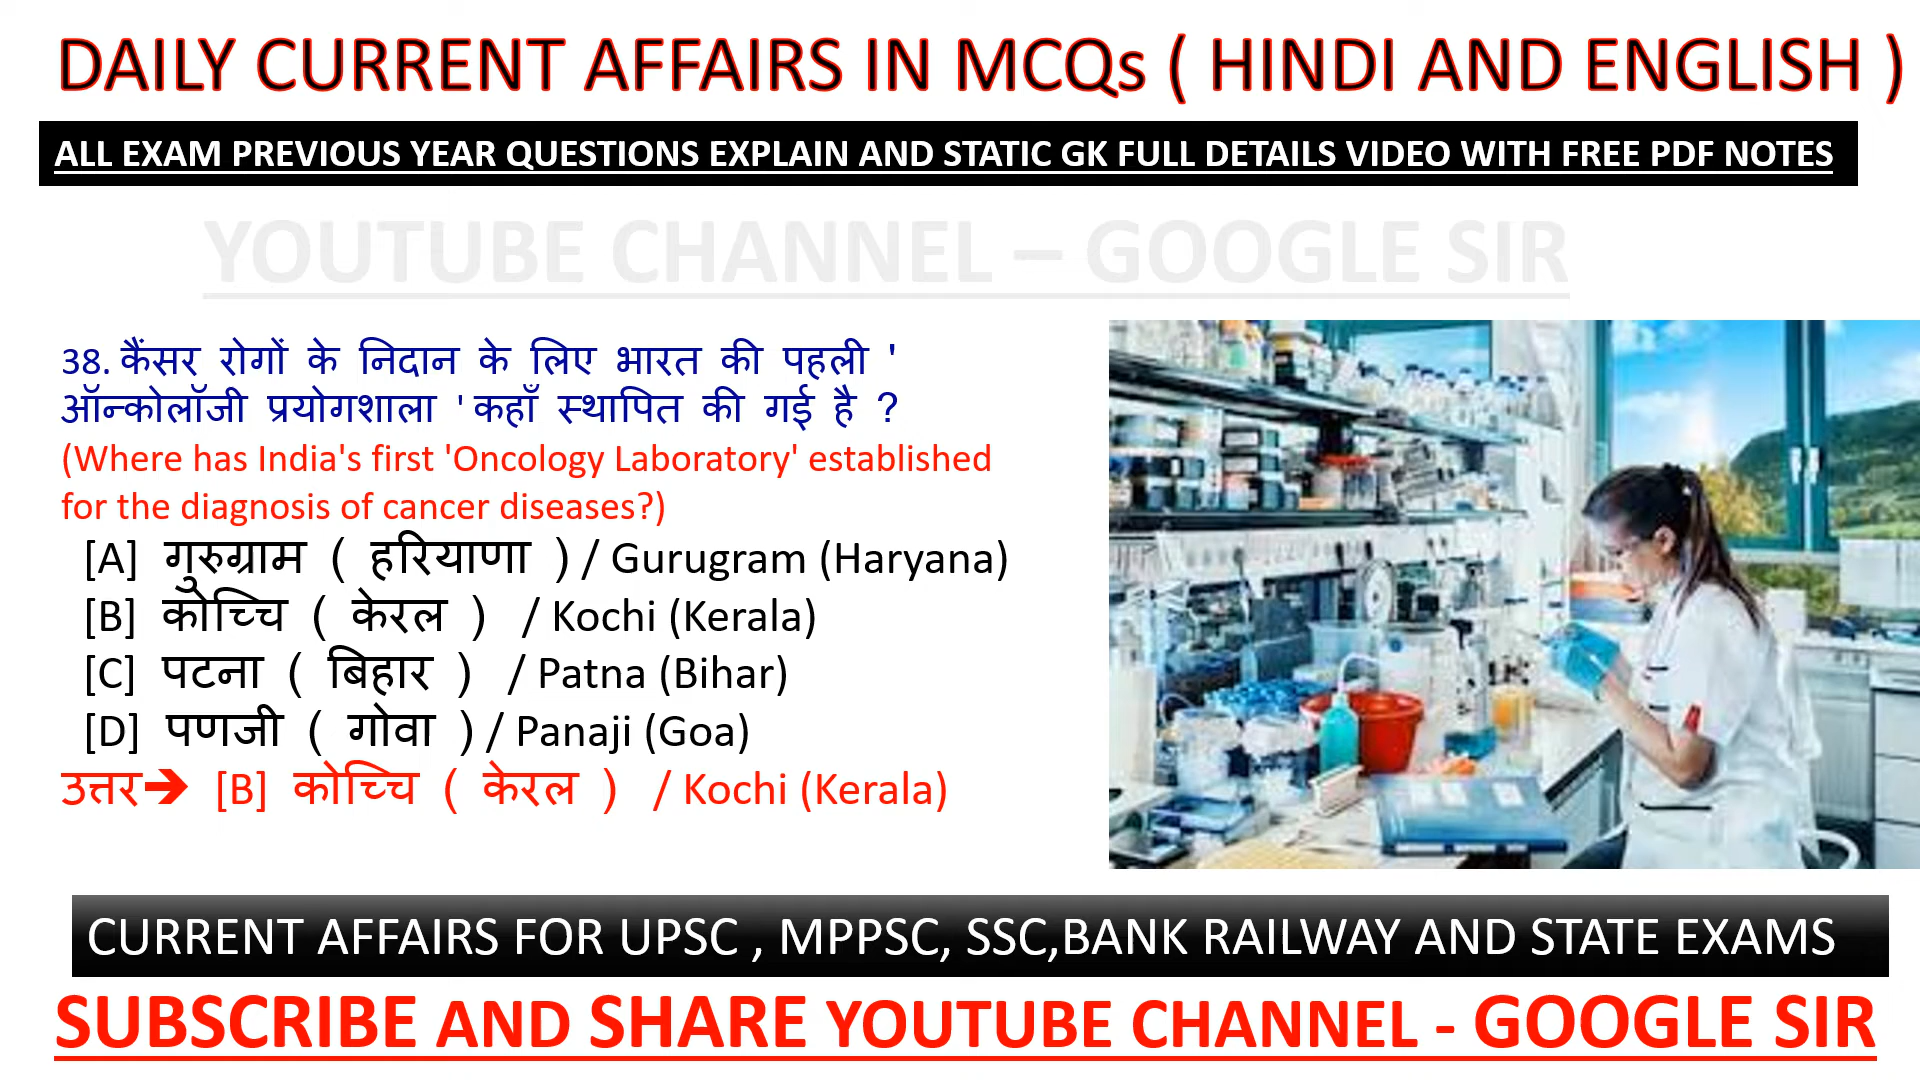 DAILY CURRENT AFFAIRS IN MCQs ( HINDI AND ENGLISH )
ALL EXAM PREVIOUS YEAR QUESTIONS EXPLAIN AND STATIC GK FULL DETAILS VIDEO WITH FREE PDF NOTES
YOUTUBE CHANNEL – GOOGLE SIR
38. कैंसर रोगों के निदान के लिए भारत की पहली '
ऑन्कोलॉजी प्रयोगशाला ' कहाँ स्थापित की गई है ?
(Where has India's first 'Oncology Laboratory' established
for the diagnosis of cancer diseases?)
[A] गुरुग्राम ( हरियाणा ) / Gurugram (Haryana)
[B] कोच्चि ( केरल ) / Kochi (Kerala)
[C] पटना ( बिहार ) / Patna (Bihar)
[D] पणजी ( गोवा ) / Panaji (Goa)
उत्तर➔ [B] कोच्चि ( केरल ) / Kochi (Kerala)
CURRENT AFFAIRS FOR UPSC , MPPSC, SSC,BANK RAILWAY AND STATE EXAMS
SUBSCRIBE AND SHARE YOUTUBE CHANNEL - GOOGLE SIR